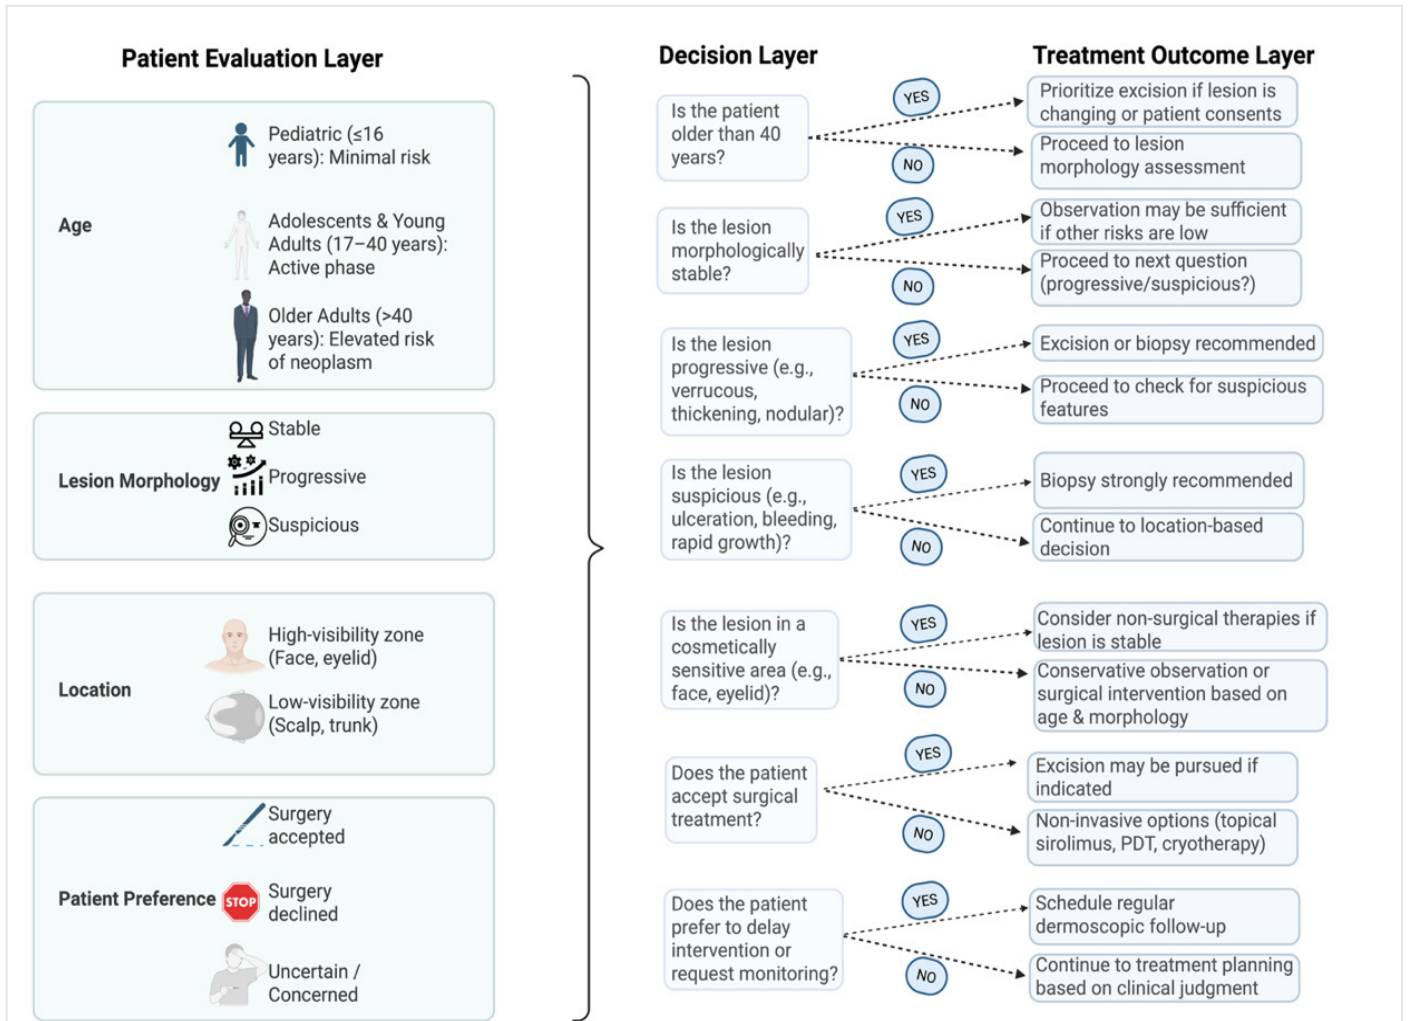 Patient Evaluation Layer
Age
Pediatric (≤16
years): Minimal risk
Adolescents & Young
Adults (17–40 years):
Active phase
Older Adults (>40
years): Elevated risk
of neoplasm
Lesion Morphology
Stable
Progressive
Suspicious
Location
High-visibility zone
(Face, eyelid)
Low-visibility zone
(Scalp, trunk)
Patient Preference
Surgery
accepted
STOP
Surgery
declined
Uncertain /
Concerned
Decision Layer
Treatment Outcome Layer
Is the patient
older than 40
years?
YES
Prioritize excision if lesion is
changing or patient consents
NO
Proceed to lesion
morphology assessment
Is the lesion
morphologically
stable?
YES
Observation may be sufficient
if other risks are low
NO
Proceed to next question
(progressive/suspicious?)
Is the lesion
progressive (e.g.,
verrucous,
thickening, nodular)?
YES
Excision or biopsy recommended
NO
Proceed to check for suspicious
features
Is the lesion
suspicious (e.g.,
ulceration, bleeding,
rapid growth)?
YES
Biopsy strongly recommended
NO
Continue to location-based
decision
Is the lesion in a
cosmetically
sensitive area (e.g.,
face, eyelid)?
YES
Consider non-surgical therapies if
lesion is stable
NO
Conservative observation or
surgical intervention based on
age & morphology
Does the patient
accept surgical
treatment?
YES
Excision may be pursued if
indicated
NO
Non-invasive options (topical
sirolimus, PDT, cryotherapy)
Does the patient
prefer to delay
intervention or
request monitoring?
YES
Schedule regular
dermoscopic follow-up
NO
Continue to treatment planning
based on clinical judgment